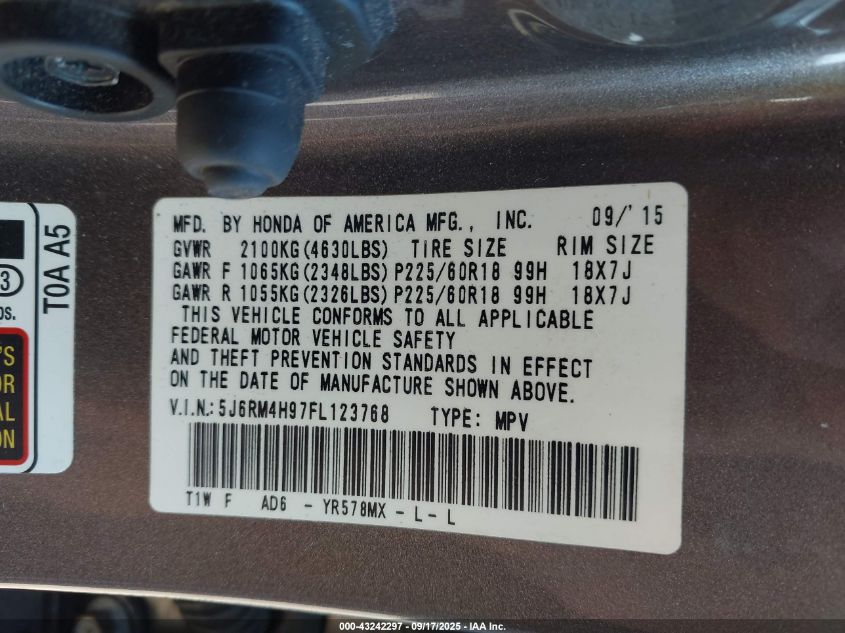 MFD. BY HONDA OF AMERICA MFG., INC. 09/'15
GVWR 2100KG(4630LBS) TIRE SIZE RIM SIZE
GAWR F 1065KG(2348LBS) P225/60R18 99H 18X7J
GAWR R 1055KG(2326LBS) P225/60R18 99H 18X7J
THIS VEHICLE CONFORMS TO ALL APPLICABLE
FEDERAL MOTOR VEHICLE SAFETY
AND THEFT PREVENTION STANDARDS IN EFFECT
ON THE DATE OF MANUFACTURE SHOWN ABOVE.
V.I.N.: 5J6RM4H97FL123768 TYPE: MPV
T1W F AD6 - YR578MX - L - L
T0A A5
3
000-43242297 - 09/17/2025 - IAA Inc.